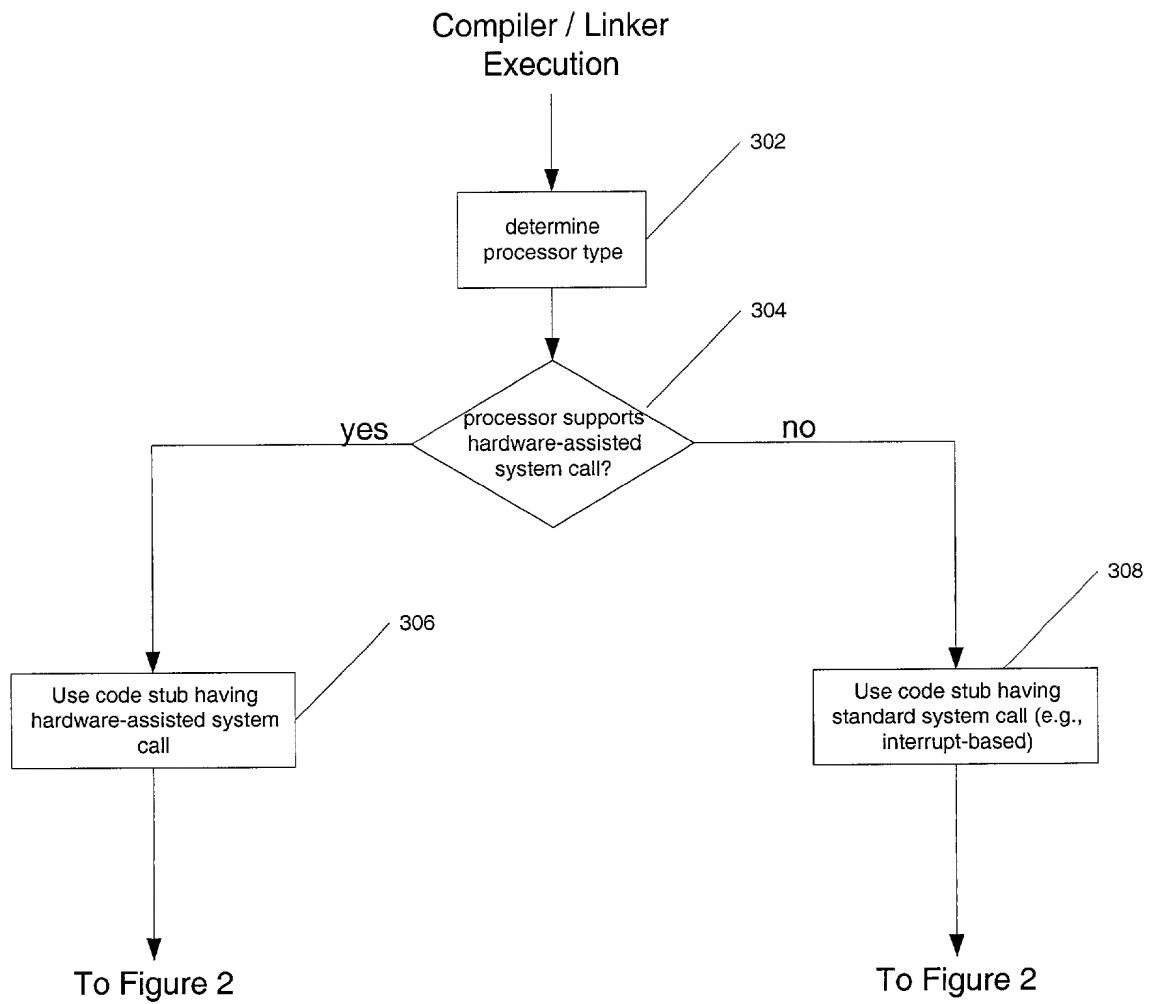 Compiler / Linker
Execution
302
determine
processor type
304
yes
processor supports
hardware-assisted
system call?
no
308
306
Use code stub having
hardware-assisted system
call
Use code stub having
standard system call (e.g.,
interrupt-based)
To Figure 2
To Figure 2